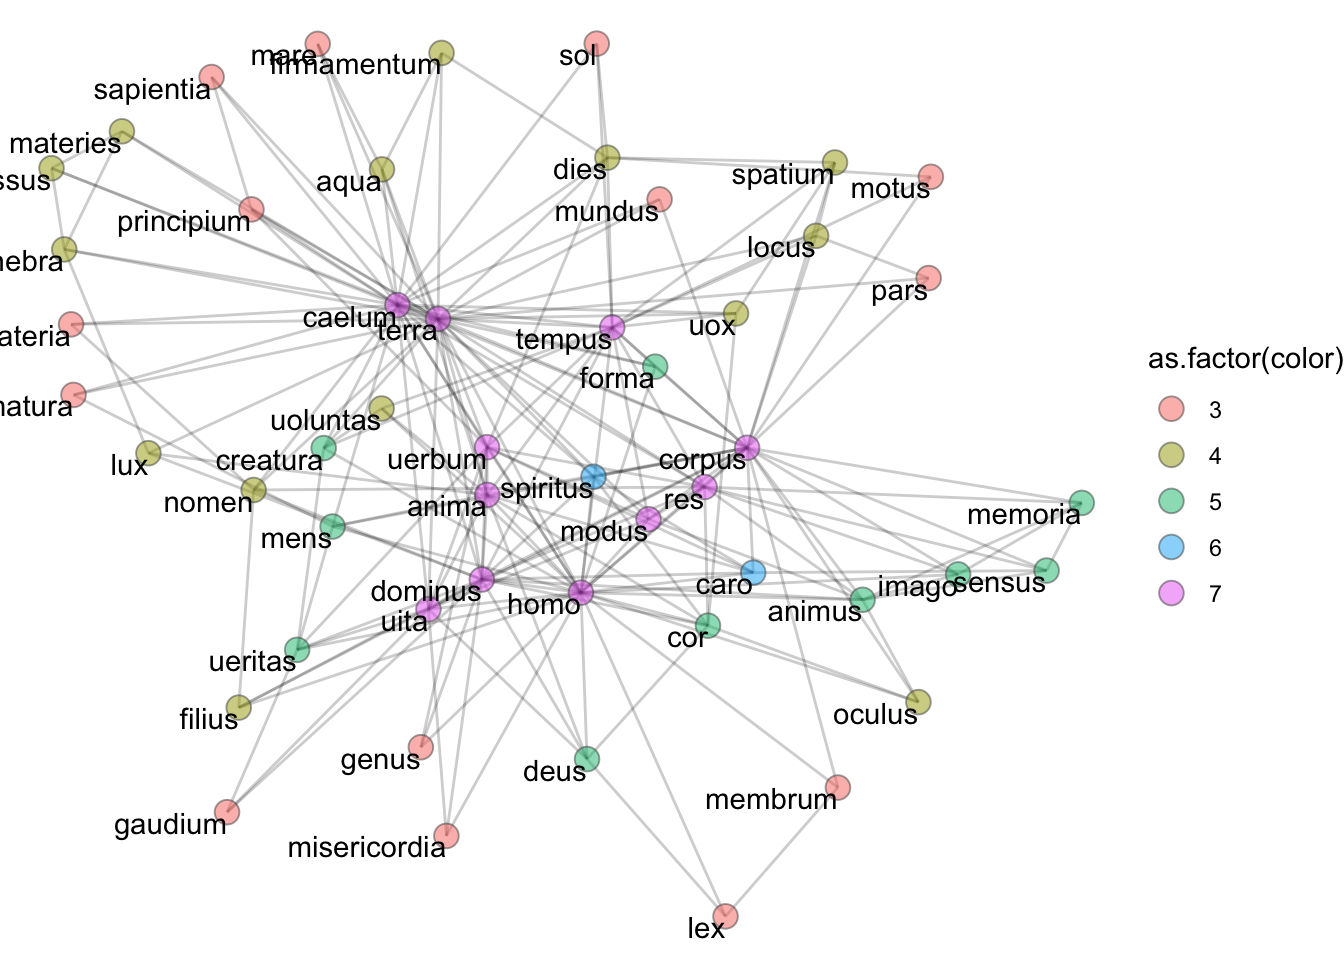 mare
firmamentum
sol
sapientia
materies
ssus
aqua
dies
spatium
motus
mundus
principium
locus
nebra
pars
caelum
terra
uox
ateria
tempus
forma
natura
uoluntas
creatura
uerbum
corpus
lux
spiritus
res
nomen
anima
memoria
modus
mens
dominus
homo
caro
imago
sensus
uita
animus
cor
ueritas
filius
oculus
genus
deus
membrum
gaudium
misericordia
lex
as.factor(color)
3
4
5
6
7